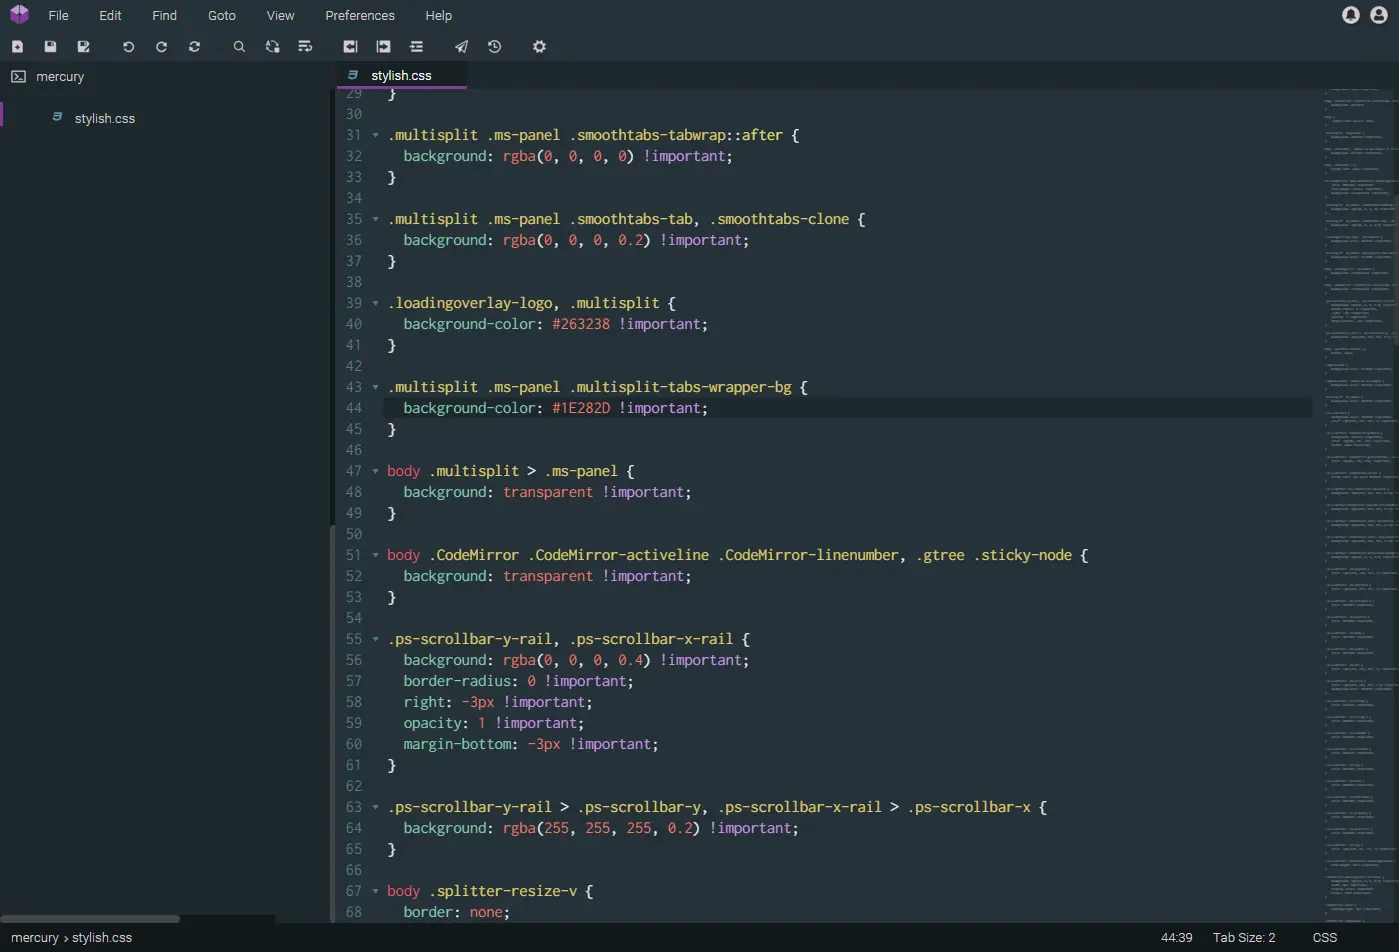 File Edit Find Goto View Preferences Help
mercury
stylish.css
stylish.css
29 }
30
31 .multisplit .ms-panel .smoothtabs-tabwrap::after {
32 background: rgba(0, 0, 0, 0) !important;
33 }
34
35 .multisplit .ms-panel .smoothtabs-tab, .smoothtabs-clone {
36 background: rgba(0, 0, 0, 0.2) !important;
37 }
38
39 .loadingoverlay-logo, .multisplit {
40 background-color: #263238 !important;
41 }
42
43 .multisplit .ms-panel .multisplit-tabs-wrapper-bg {
44 background-color: #1E282D !important;
45 }
46
47 body .multisplit > .ms-panel {
48 background: transparent !important;
49 }
50
51 body .CodeMirror .CodeMirror-activeline .CodeMirror-linenumber, .gtree .sticky-node {
52 background: transparent !important;
53 }
54
55 .ps-scrollbar-y-rail, .ps-scrollbar-x-rail {
56 background: rgba(0, 0, 0, 0.4) !important;
57 border-radius: 0 !important;
58 right: -3px !important;
59 opacity: 1 !important;
60 margin-bottom: -3px !important;
61 }
62
63 .ps-scrollbar-y-rail > .ps-scrollbar-y, .ps-scrollbar-x-rail > .ps-scrollbar-x {
64 background: rgba(255, 255, 255, 0.2) !important;
65 }
66
67 body .splitter-resize-v {
68 border: none;
mercury › stylish.css 44:39 Tab Size: 2 CSS